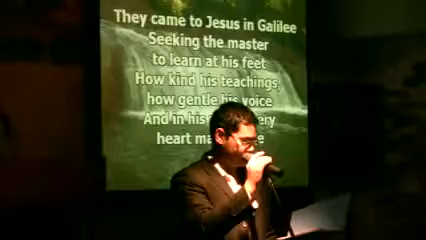 They came to Jesus in Galilee
Seeking the master
to learn at his feet
How kind his teachings,
how gentle his voice
And in his
heart